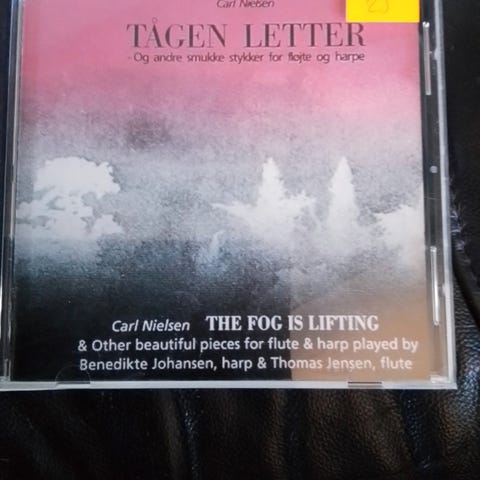 Carl Nielsen
TÅGEN LETTER
- Og andre smukke stykker for fløjte og harpe
Carl Nielsen THE FOG IS LIFTING
& Other beautiful pieces for flute & harp played by
Benedikte Johansen, harp & Thomas Jensen, flute